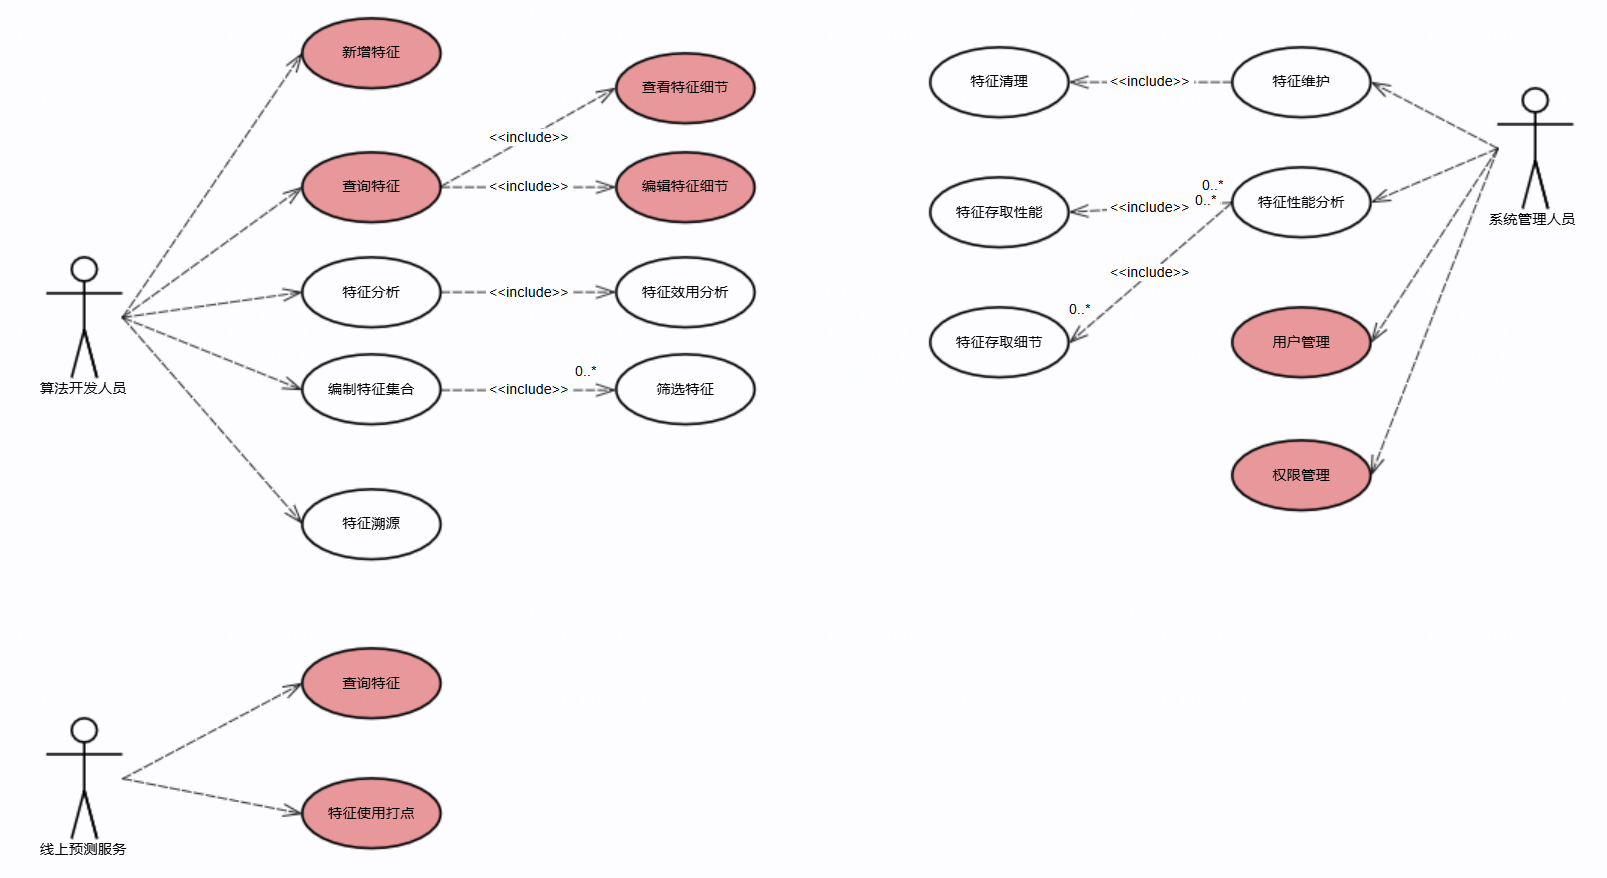 新增特征
查看特征细节
<<include>>
查询特征
<<include>>
编辑特征细节
特征分析
<<include>>
特征效用分析
算法开发人员
编制特征集合
<<include>>
0..*
筛选特征
特征溯源
特征清理
<<include>>
特征维护
系统管理人员
特征存取性能
<<include>>
0..*
0..*
特征性能分析
<<include>>
0..*
特征存取细节
用户管理
权限管理
查询特征
特征使用打点
线上预测服务